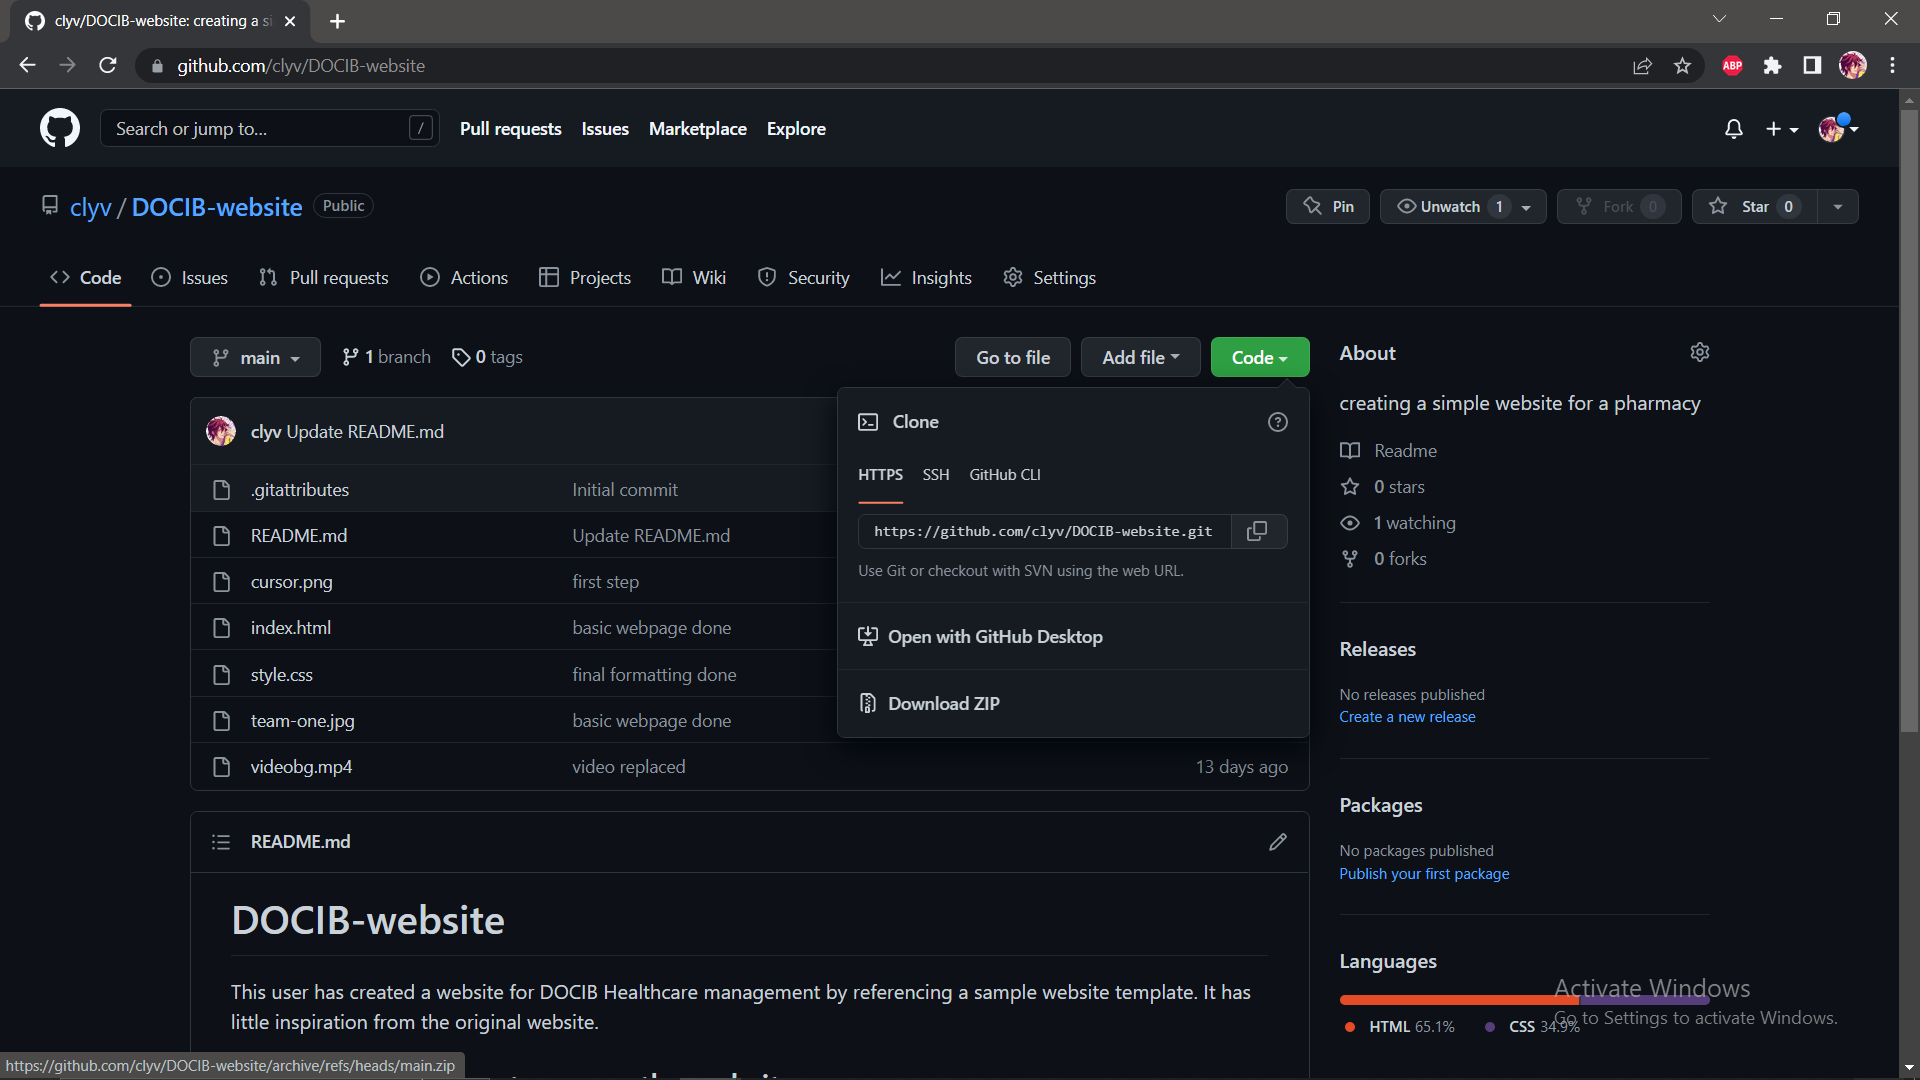 clyv/DOCIB-website: creating a si
github.com/clyv/DOCIB-website
ABP
Search or jump to...
/
Pull requests
Issues
Marketplace
Explore
clyv / DOCIB-website
Public
Pin
Unwatch 1
Fork 0
Star 0
Code
Issues
Pull requests
Actions
Projects
Wiki
Security
Insights
Settings
main
1 branch
0 tags
Go to file
Add file
Code
clyv Update README.md
.gitattributes
Initial commit
README.md
Update README.md
cursor.png
first step
index.html
basic webpage done
style.css
final formatting done
team-one.jpg
basic webpage done
videobg.mp4
video replaced
13 days ago
Clone
HTTPS
SSH
GitHub CLI
https://github.com/clyv/DOCIB-website.git
Use Git or checkout with SVN using the web URL.
Open with GitHub Desktop
Download ZIP
README.md
DOCIB-website
This user has created a website for DOCIB Healthcare management by referencing a sample website template. It has
little inspiration from the original website.
About
creating a simple website for a pharmacy
Readme
0 stars
1 watching
0 forks
Releases
No releases published
Create a new release
Packages
No packages published
Publish your first package
Languages
HTML 65.1%
CSS 34.9%
Activate Windows
Go to Settings to activate Windows.
https://github.com/clyv/DOCIB-website/archive/refs/heads/main.zip